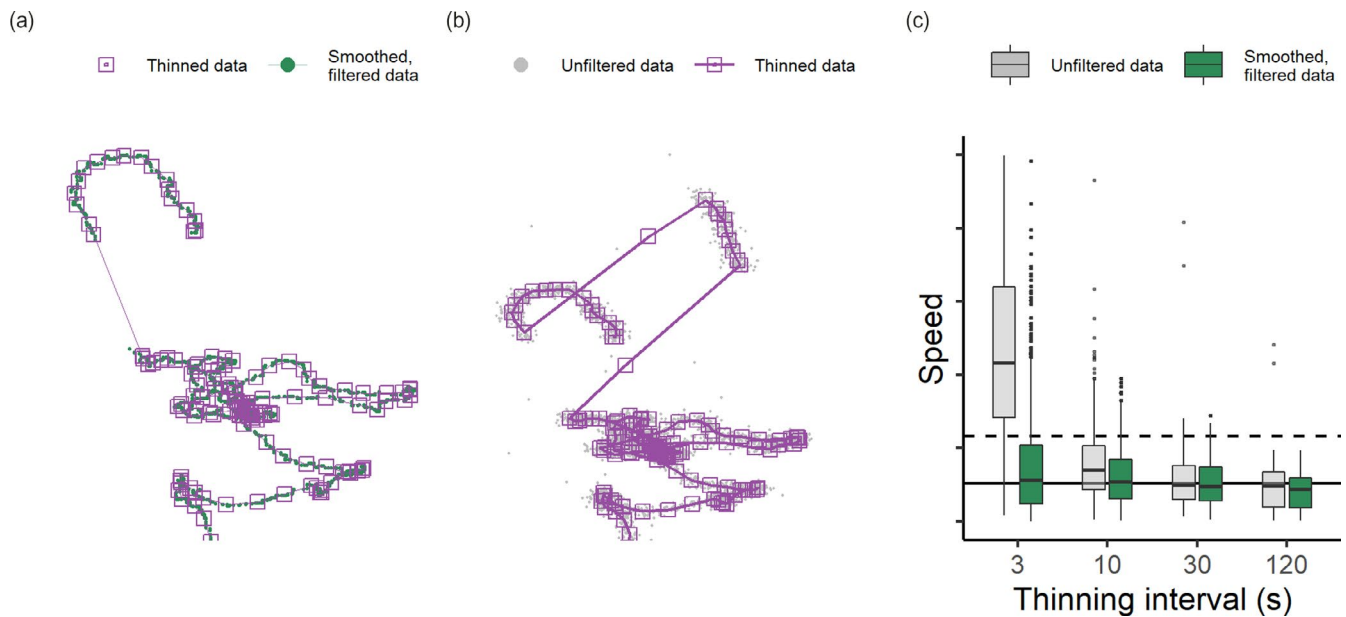 (a)
(b)
(c)
Thinned data
Smoothed,
filtered data
Unfiltered data
Thinned data
Unfiltered data
Smoothed,
filtered data
Speed
3
10
30
120
Thinning interval (s)